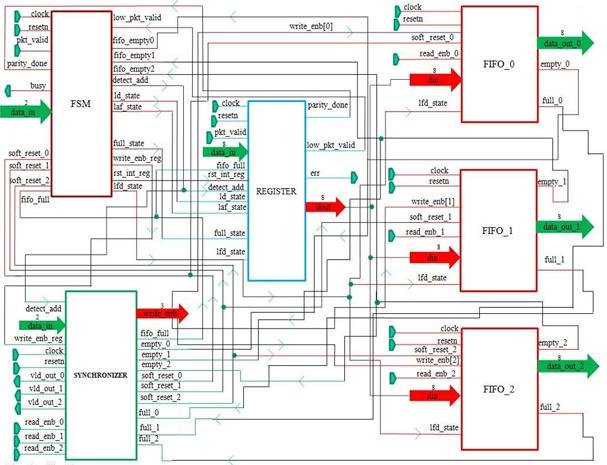 clock
resetn
pkt_valid
parity_done
busy
2
data_in
soft_reset_0
soft_reset_1
soft_reset_2
fifo_full
FSM
low_pkt_valid
fifo_empty0
fifo_empty1
fifo_empty2
detect_add
ld_state
laf_state
full_state
write_enb_reg
rst_int_reg
lfd_state
clock
resetn
pkt_valid
8
data_in
fifo_full
rst_int_reg
detect_add
ld_state
laf_state
full_state
lfd_state
REGISTER
parity_done
low_pkt_valid
err
8
dout
detect_add
2
data_in
write_enb_reg
clock
resetn
vld_out_0
vld_out_1
vld_out_2
read_enb_0
read_enb_1
read_enb_2
SYNCHRONIZER
3
write_enb
fifo_full
empty_0
empty_1
empty_2
soft_reset_0
soft_reset_1
soft_reset_2
full_0
full_1
full_2
clock
resetn
write_enb[0]
soft_reset_0
read_enb_0
8
din
lfd_state
FIFO_0
8
data_out_0
empty_0
full_0
clock
resetn
write_enb[1]
soft_reset_1
read_enb_1
8
din
lfd_state
FIFO_1
empty_1
8
data_out_1
full_1
clock
resetn
soft_reset_2
write_enb[2]
read_enb_2
8
din
lfd_state
FIFO_2
empty_2
8
data_out_2
full_2